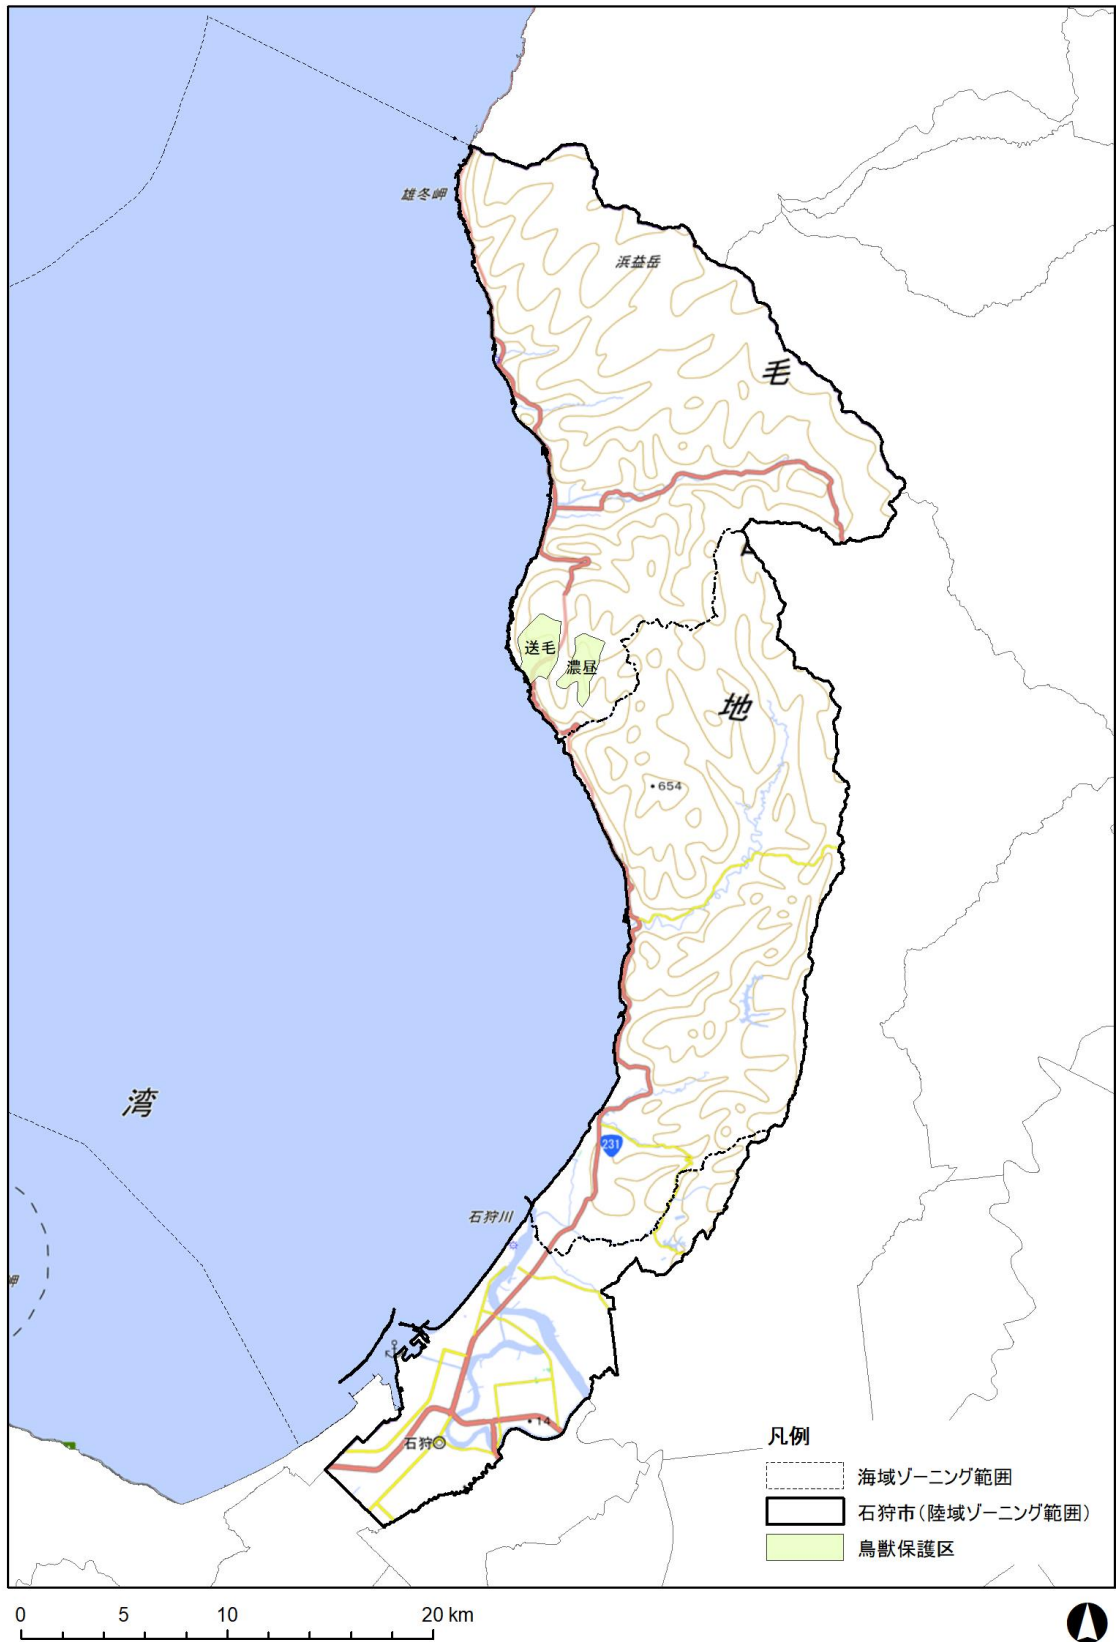 雄冬岬
浜益岳
毛
送毛
濃昼
地
・654
湾
231
石狩川
岬
・14
石狩◎
凡例
海域ゾーニング範囲
石狩市（陸域ゾーニング範囲）
鳥獣保護区
0 5 10 20 km